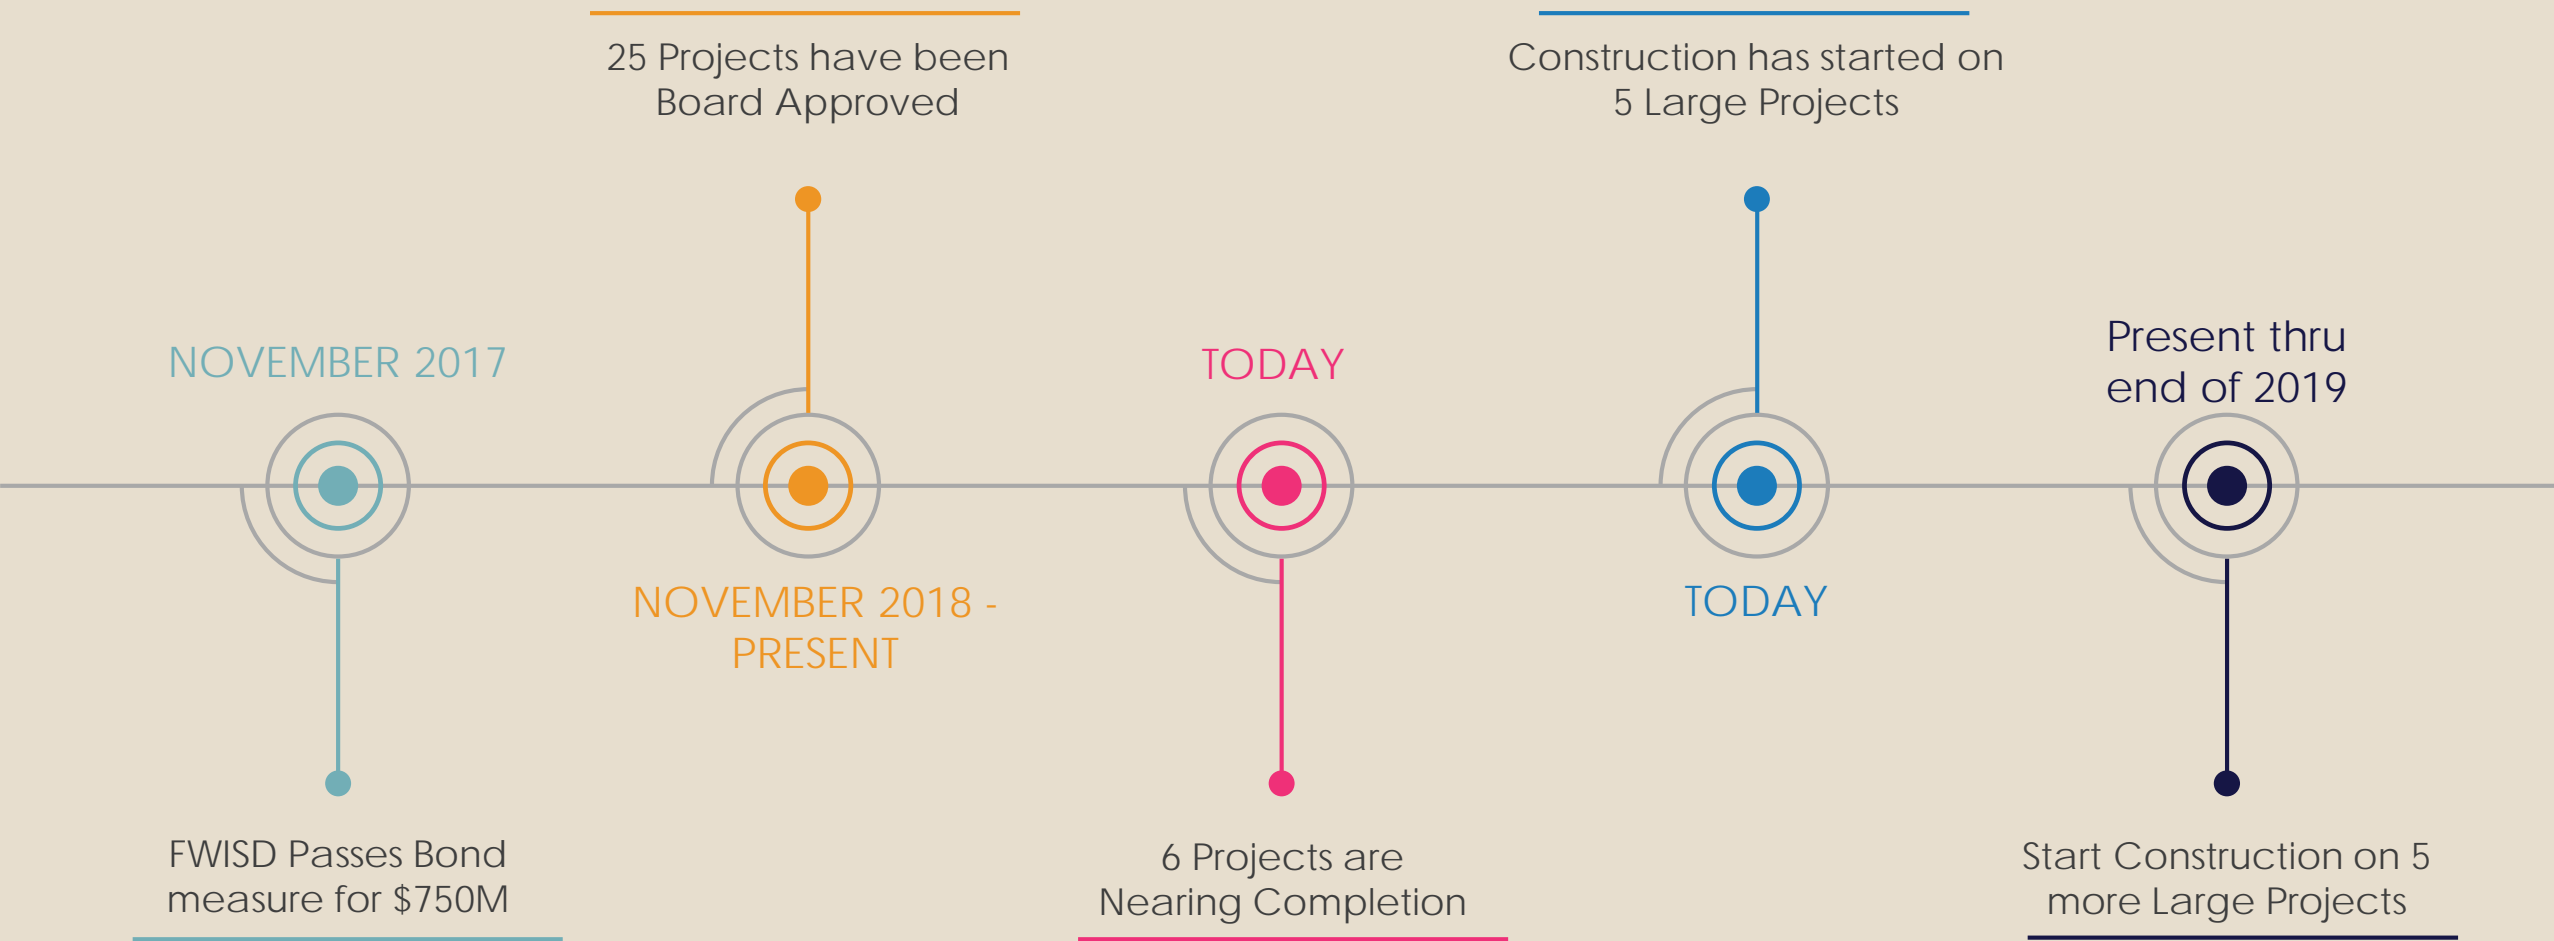 25 Projects have been
Board Approved
Construction has started on
5 Large Projects
NOVEMBER 2017
TODAY
Present thru
end of 2019
NOVEMBER 2018 -
PRESENT
TODAY
FWISD Passes Bond
measure for $750M
6 Projects are
Nearing Completion
Start Construction on 5
more Large Projects